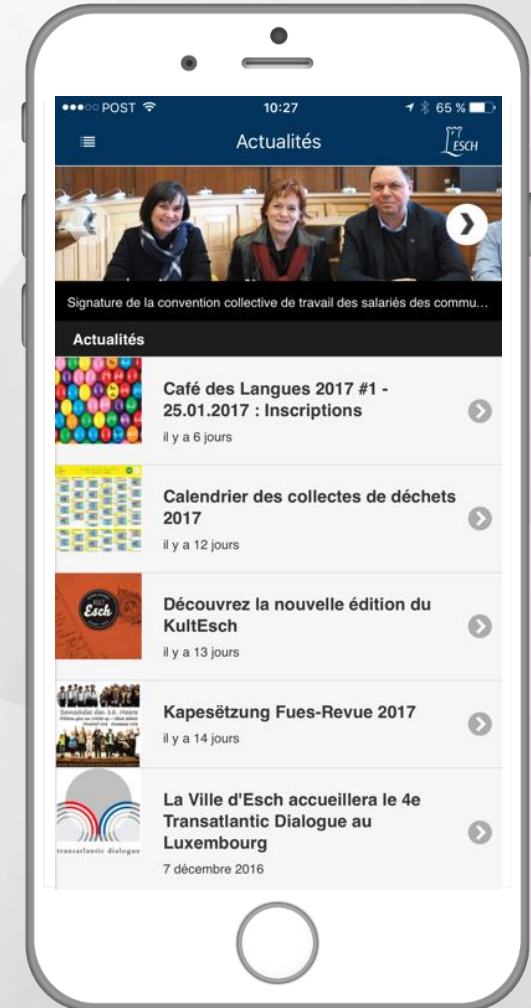 POST 10:27 65 %
Actualités
ESCH
Signature de la convention collective de travail des salariés des commu...
Actualités
Café des Langues 2017 #1 -
25.01.2017 : Inscriptions
il y a 6 jours
Calendrier des collectes de déchets
2017
il y a 12 jours
Esch
Découvrez la nouvelle édition du
KultEsch
il y a 13 jours
Kapesëtzung Fues-Revue 2017
il y a 14 jours
transatlantic dialogue
La Ville d'Esch accueillera le 4e
Transatlantic Dialogue au
Luxembourg
7 décembre 2016